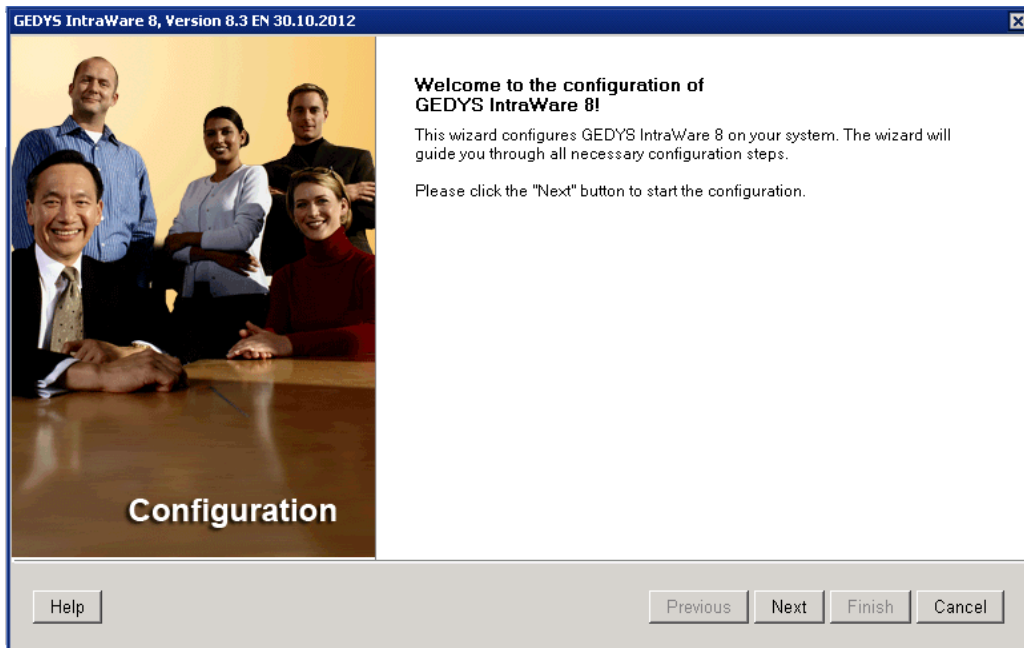 GEDYS IntraWare 8, Version 8.3 EN 30.10.2012
Welcome to the configuration of
GEDYS IntraWare 8!
This wizard configures GEDYS IntraWare 8 on your system. The wizard will
guide you through all necessary configuration steps.
Please click the "Next" button to start the configuration.
Configuration
Help
Previous
Next
Finish
Cancel